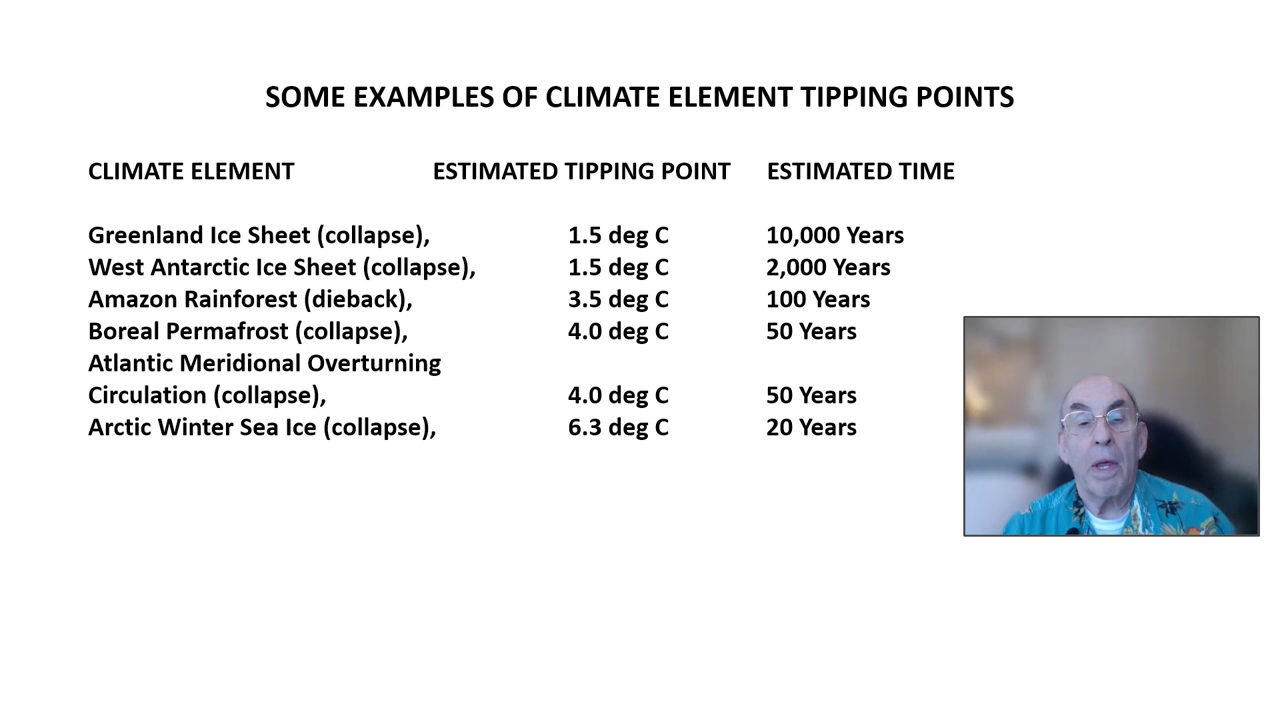 SOME EXAMPLES OF CLIMATE ELEMENT TIPPING POINTS
CLIMATE ELEMENT ESTIMATED TIPPING POINT ESTIMATED TIME
Greenland Ice Sheet (collapse), 1.5 deg C 10,000 Years
West Antarctic Ice Sheet (collapse), 1.5 deg C 2,000 Years
Amazon Rainforest (dieback), 3.5 deg C 100 Years
Boreal Permafrost (collapse), 4.0 deg C 50 Years
Atlantic Meridional Overturning
Circulation (collapse), 4.0 deg C 50 Years
Arctic Winter Sea Ice (collapse), 6.3 deg C 20 Years